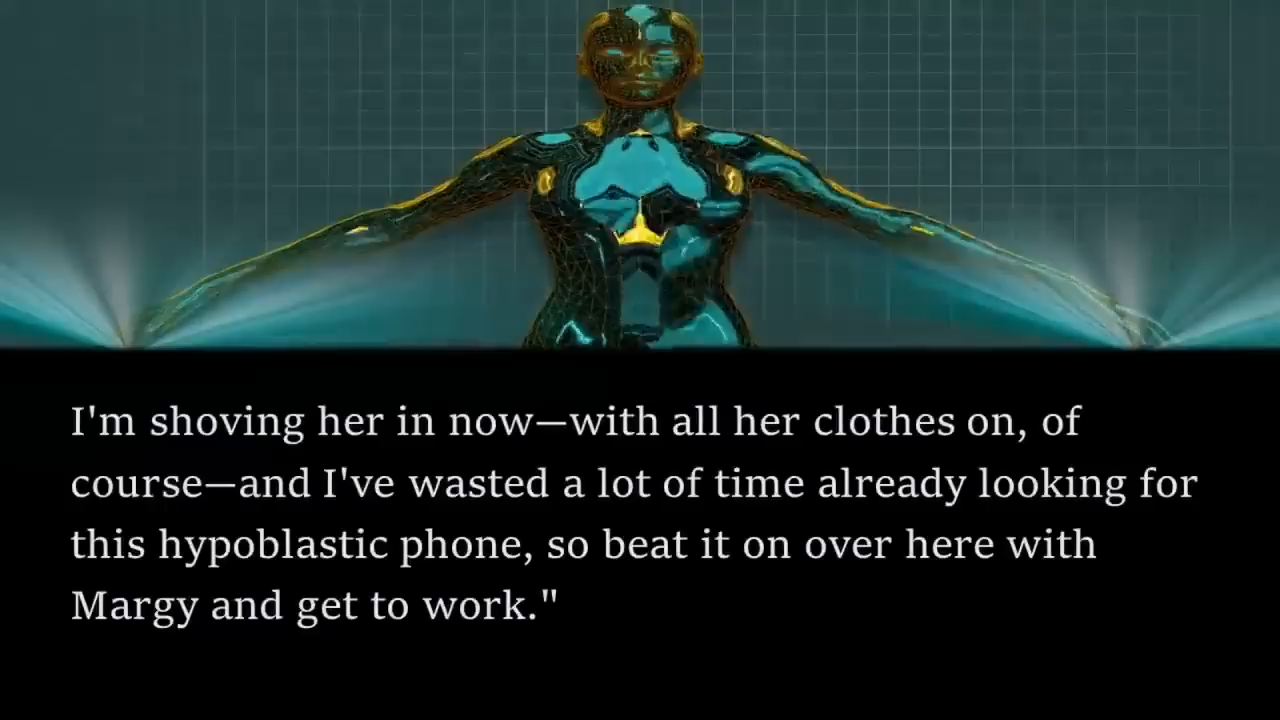 I'm shoving her in now—with all her clothes on, of
course—and I've wasted a lot of time already looking for
this hypoblastic phone, so beat it on over here with
Margy and get to work."